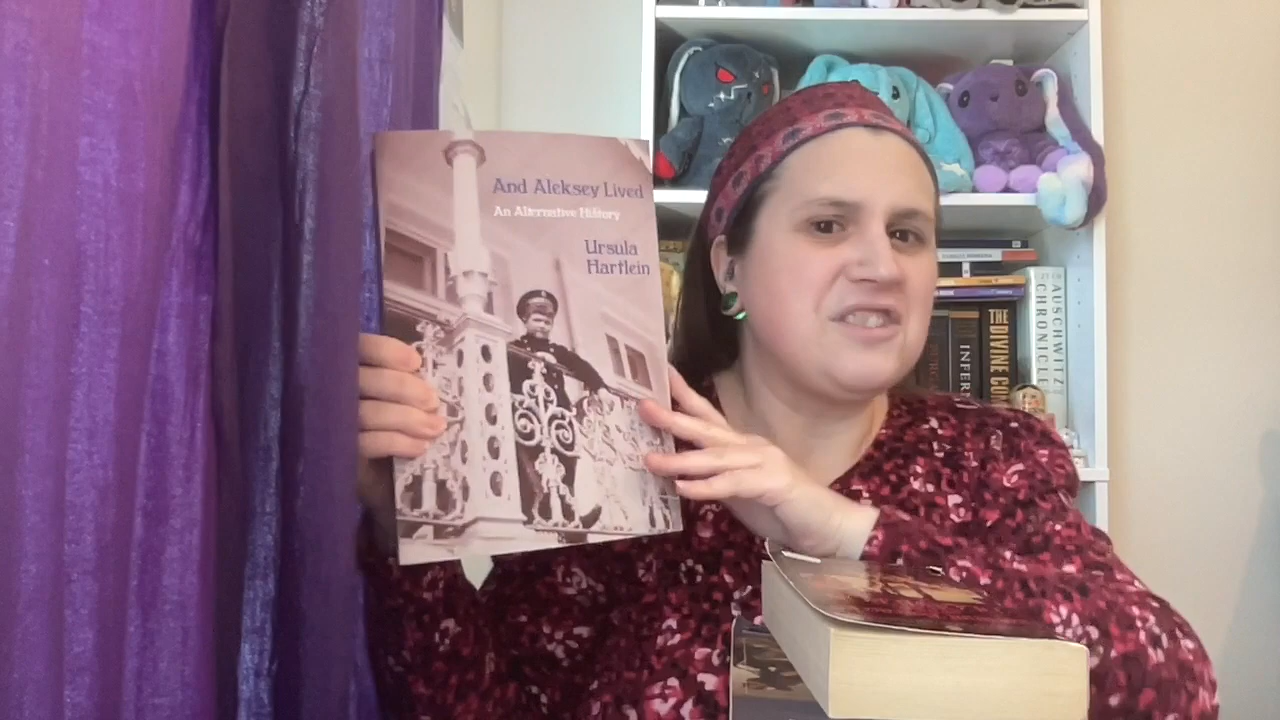 And Aleksey Lived
An Alternative History
Ursula
Hartlein
AUSCHWITZ
CHRONICLE
THE
DIVINE COM
INFER